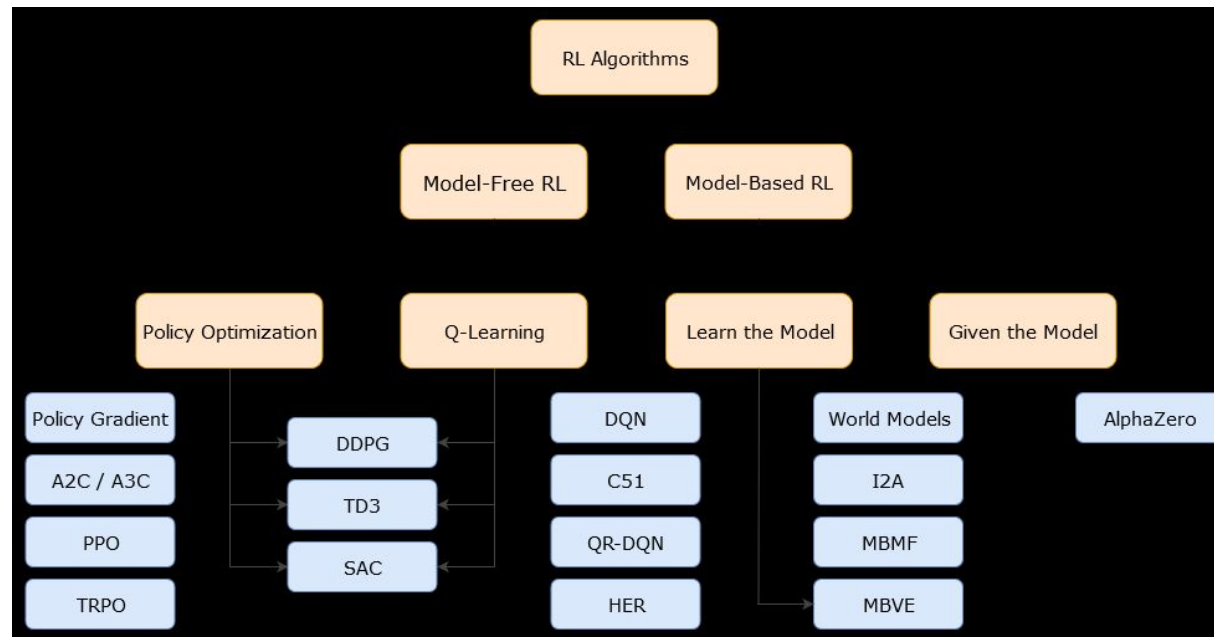 RL Algorithms
Model-Free RL
Model-Based RL
Policy Optimization
Q-Learning
Learn the Model
Given the Model
Policy Gradient
A2C / A3C
PPO
TRPO
DDPG
TD3
SAC
DQN
C51
QR-DQN
HER
World Models
I2A
MBMF
MBVE
AlphaZero